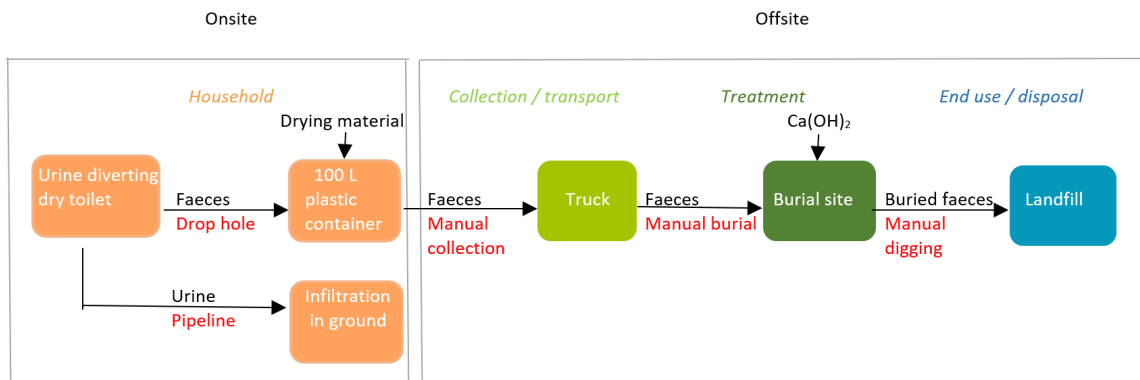 Onsite
Offsite
Household
Collection / transport
Treatment
End use / disposal
Drying material
Ca(OH)₂
Urine diverting
dry toilet
Faeces
Drop hole
100 L
plastic
container
Faeces
Manual
collection
Truck
Faeces
Manual burial
Burial site
Buried faeces
Manual
digging
Landfill
Urine
Pipeline
Infiltration
in ground